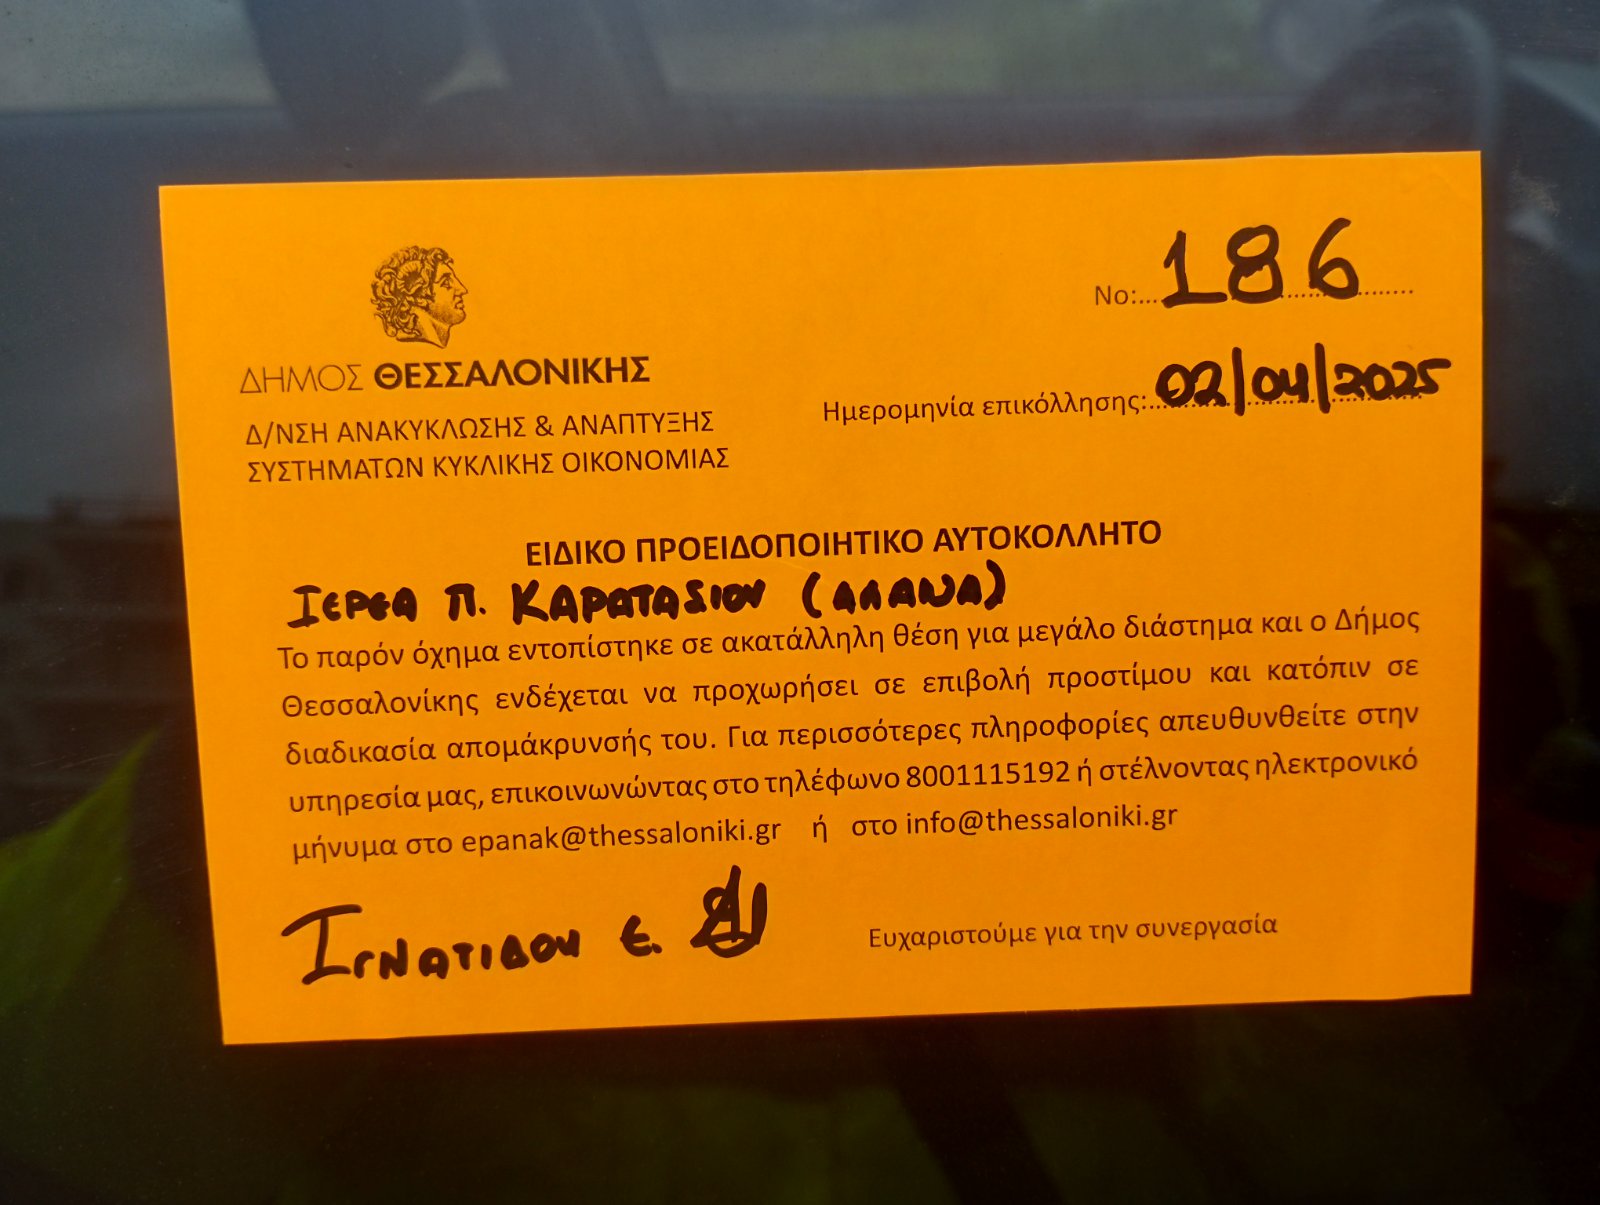 Νο:...186
ΔΗΜΟΣ ΘΕΣΣΑΛΟΝΙΚΗΣ
Ημερομηνία επικόλλησης:...02/04/2025
Δ/ΝΣΗ ΑΝΑΚΥΚΛΩΣΗΣ & ΑΝΑΠΤΥΞΗΣ
ΣΥΣΤΗΜΑΤΩΝ ΚΥΚΛΙΚΗΣ ΟΙΚΟΝΟΜΙΑΣ
ΕΙΔΙΚΟ ΠΡΟΕΙΔΟΠΟΙΗΤΙΚΟ ΑΥΤΟΚΟΛΛΗΤΟ
ΙΕΡΕΑ Π. ΚΑΡΑΤΑΣΙΟΥ (ΑΛΑΝΑ)
Το παρόν όχημα εντοπίστηκε σε ακατάλληλη θέση για μεγάλο διάστημα και ο Δήμος
Θεσσαλονίκης ενδέχεται να προχωρήσει σε επιβολή προστίμου και κατόπιν σε
διαδικασία απομάκρυνσής του. Για περισσότερες πληροφορίες απευθυνθείτε στην
υπηρεσία μας, επικοινωνώντας στο τηλέφωνο 8001115192 ή στέλνοντας ηλεκτρονικό
μήνυμα στο epanak@thessaloniki.gr ή στο info@thessaloniki.gr
ΙΓΝΑΤΙΔΟΥ Ε.
Ευχαριστούμε για την συνεργασία